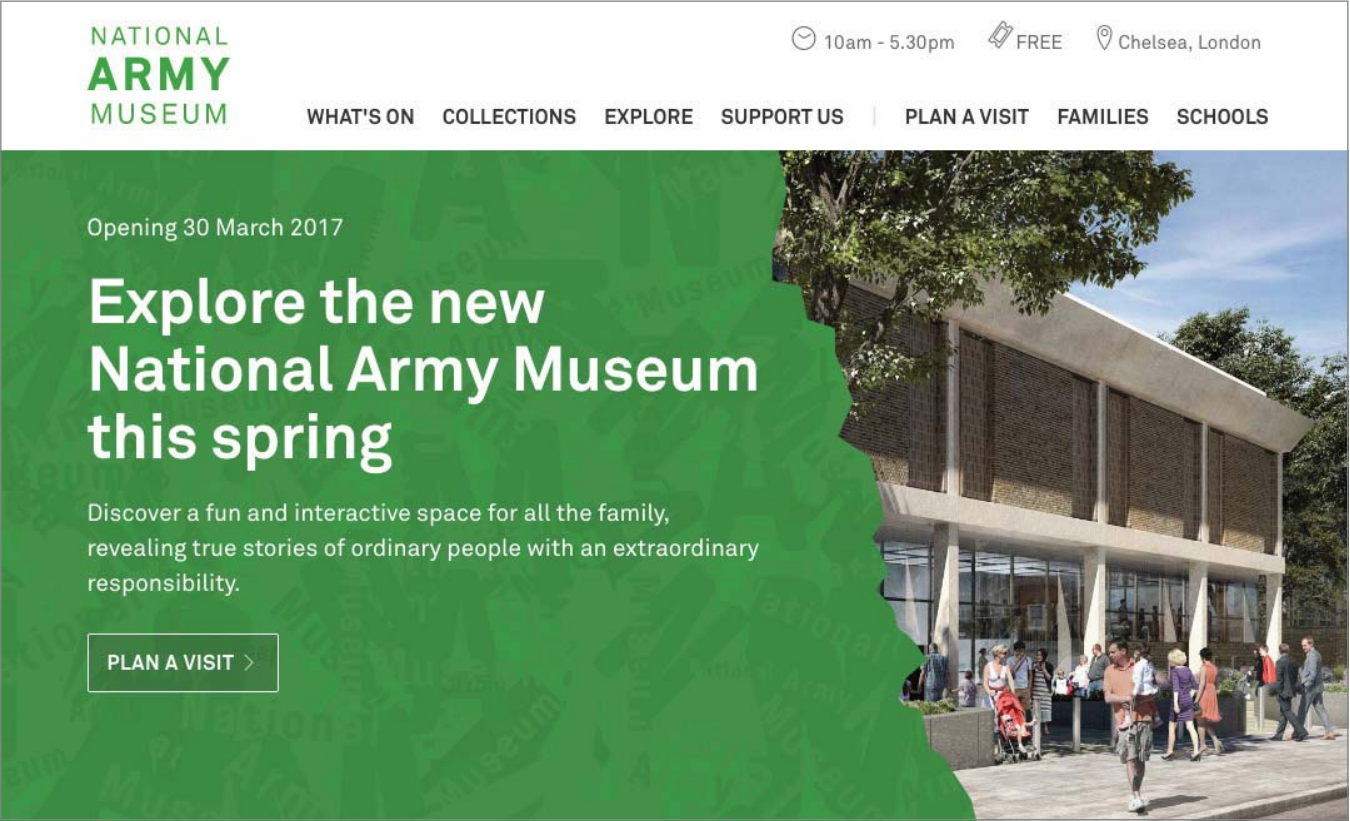 NATIONAL
ARMY
MUSEUM
10am - 5.30pm FREE Chelsea, London
WHAT'S ON COLLECTIONS EXPLORE SUPPORT US PLAN A VISIT FAMILIES SCHOOLS
Opening 30 March 2017
Explore the new
National Army Museum
this spring
Discover a fun and interactive space for all the family,
revealing true stories of ordinary people with an extraordinary
responsibility.
PLAN A VISIT >